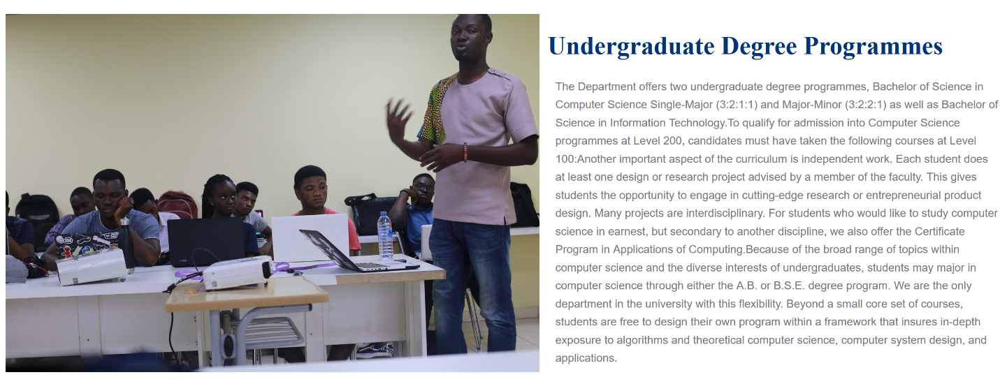 Undergraduate Degree Programmes
The Department offers two undergraduate degree programmes, Bachelor of Science in
Computer Science Single-Major (3:2:1:1) and Major-Minor (3:2:2:1) as well as Bachelor of
Science in Information Technology.To qualify for admission into Computer Science
programmes at Level 200, candidates must have taken the following courses at Level
100:Another important aspect of the curriculum is independent work. Each student does
at least one design or research project advised by a member of the faculty. This gives
students the opportunity to engage in cutting-edge research or entrepreneurial product
design. Many projects are interdisciplinary. For students who would like to study computer
science in earnest, but secondary to another discipline, we also offer the Certificate
Program in Applications of Computing.Because of the broad range of topics within
computer science and the diverse interests of undergraduates, students may major in
computer science through either the A.B. or B.S.E. degree program. We are the only
department in the university with this flexibility. Beyond a small core set of courses,
students are free to design their own program within a framework that insures in-depth
exposure to algorithms and theoretical computer science, computer system design, and
applications.